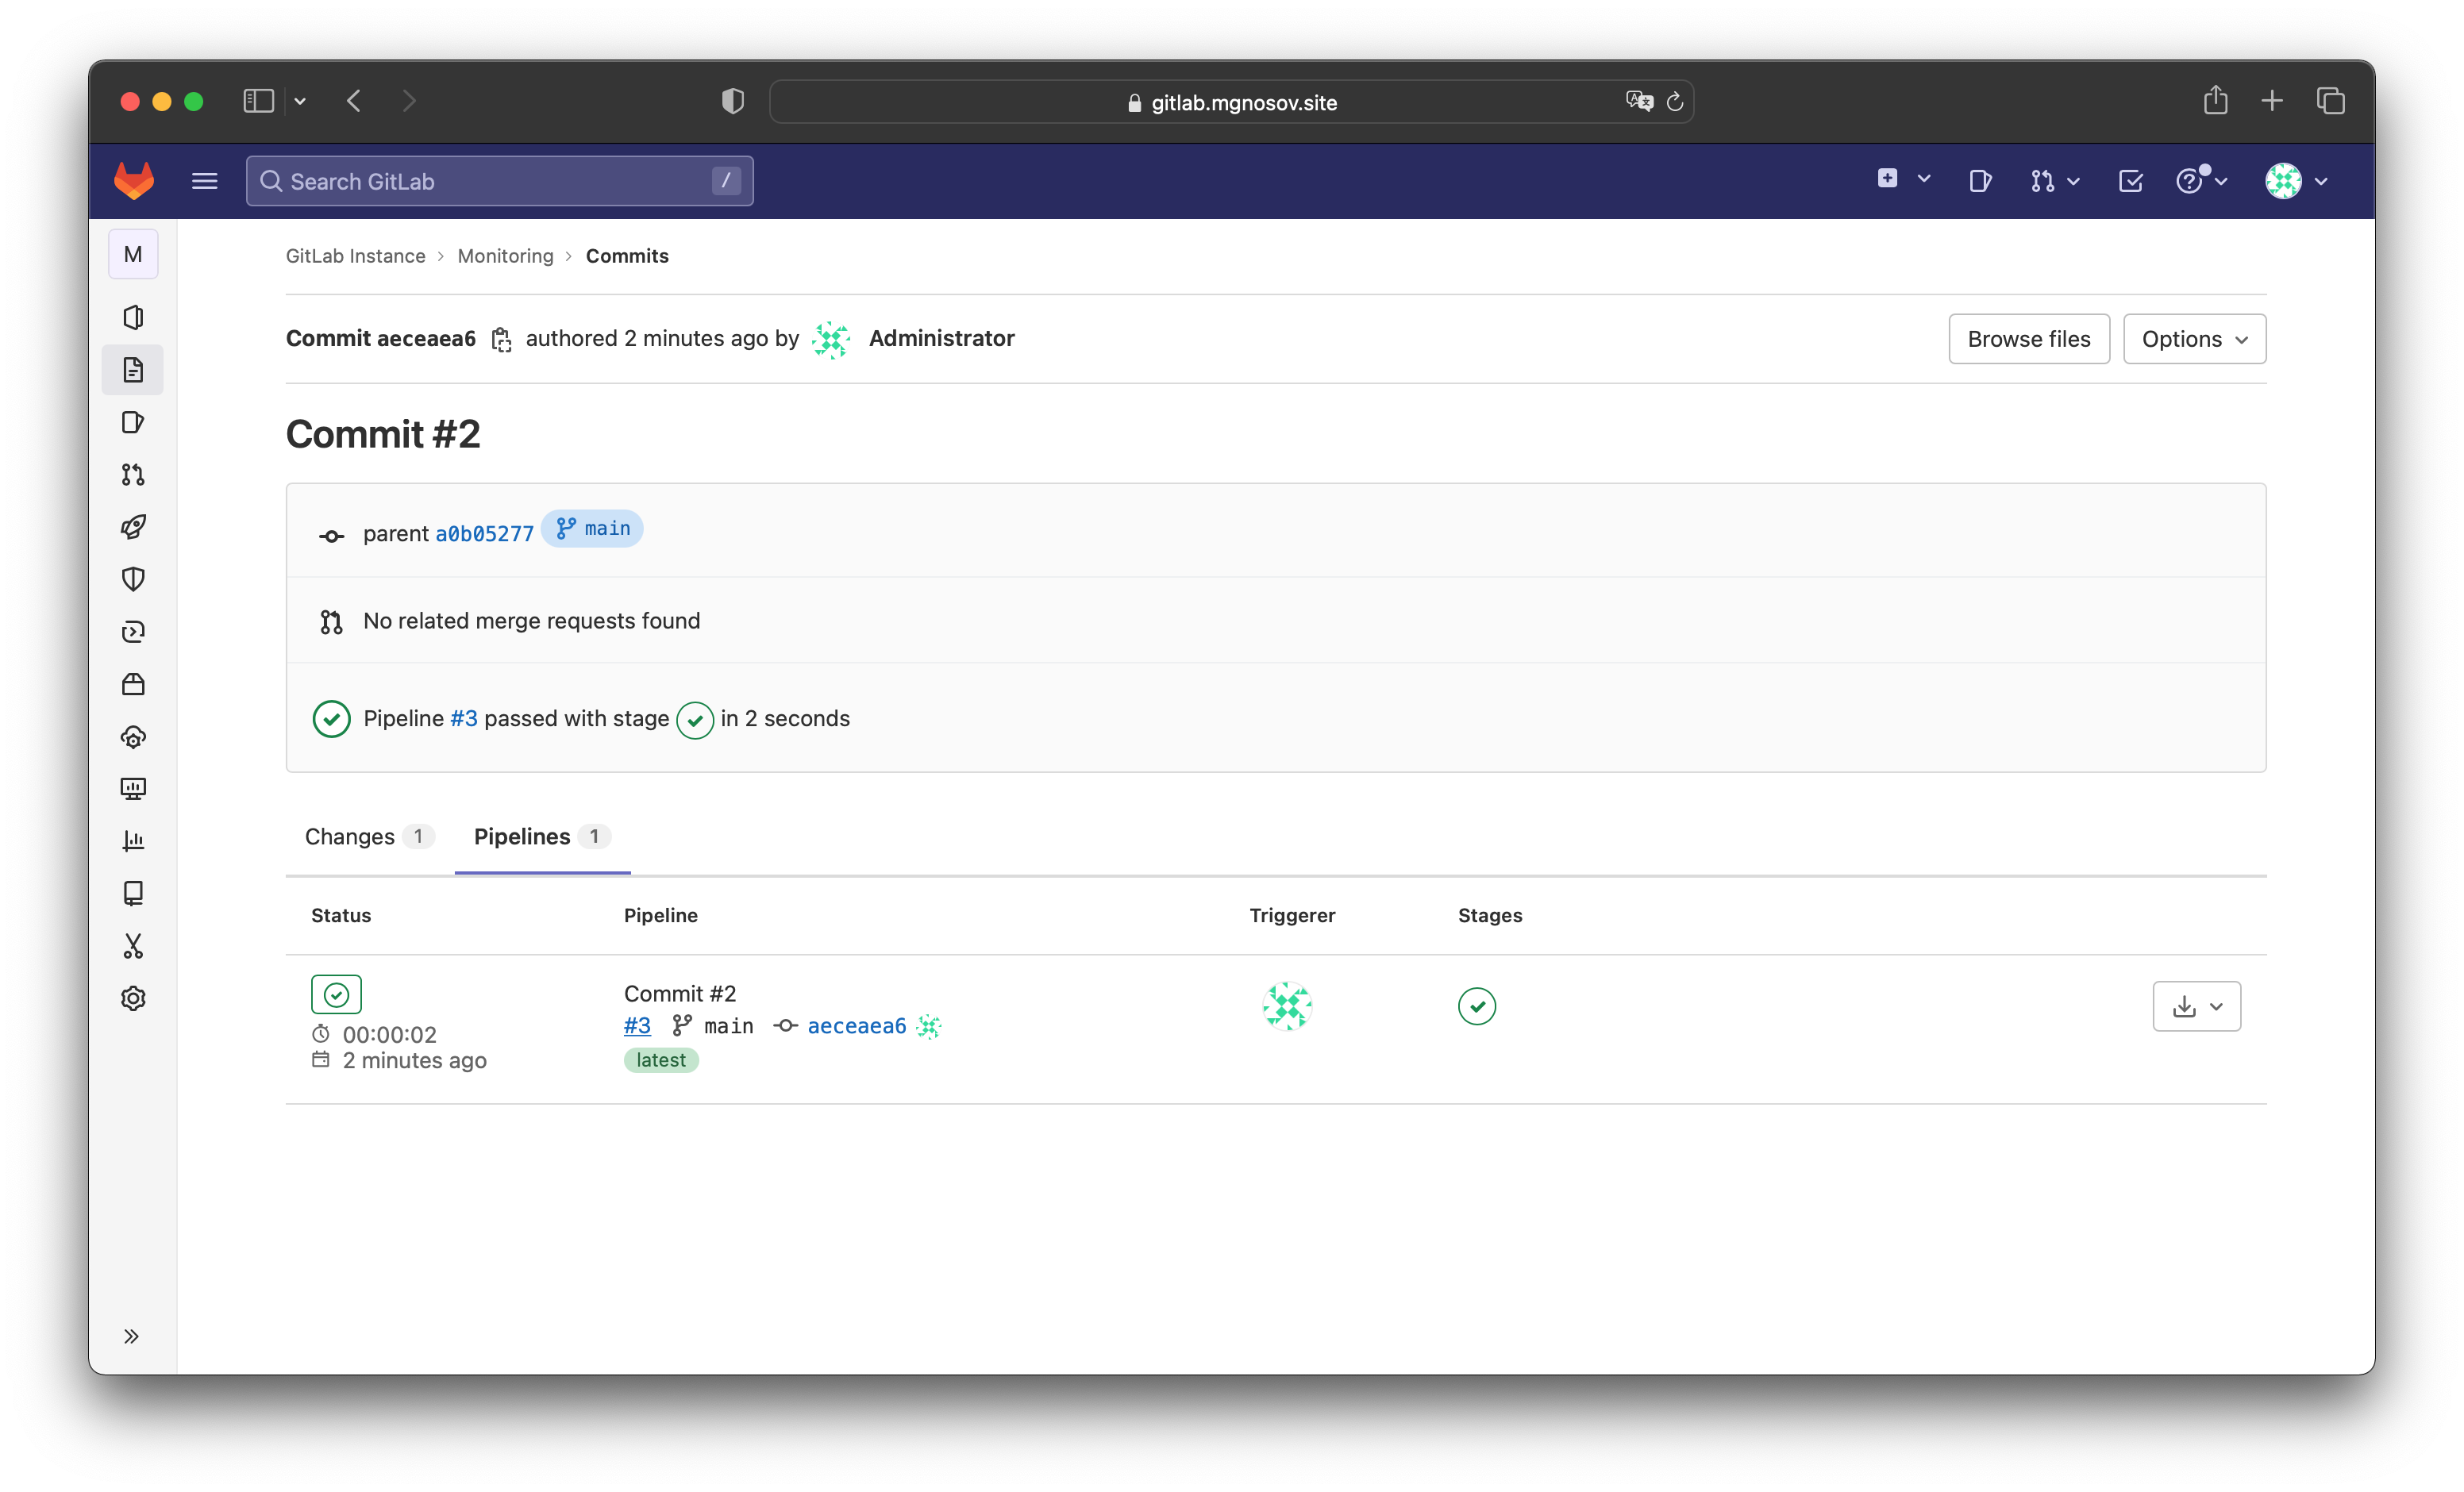 gitlab.mgnosov.site
Search GitLab /
M
GitLab Instance › Monitoring › Commits
Commit aeceaea6 authored 2 minutes ago by Administrator
Browse files Options
Commit #2
parent a0b05277 main
No related merge requests found
Pipeline #3 passed with stage in 2 seconds
Changes 1 Pipelines 1
Status Pipeline Triggerer Stages
Commit #2
#3 main aeceaea6
00:00:02
2 minutes ago
latest